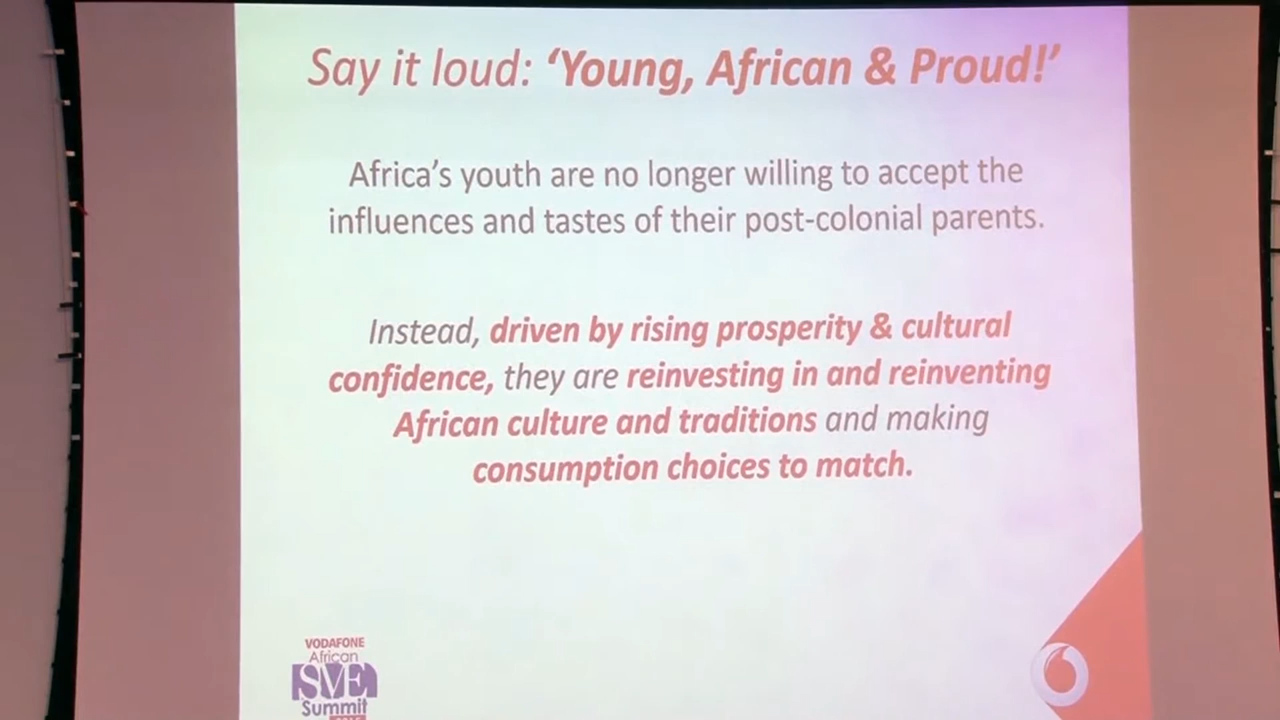 Say it loud: ‘Young, African & Proud!’
Africa’s youth are no longer willing to accept the
influences and tastes of their post-colonial parents.
Instead, driven by rising prosperity & cultural
confidence, they are reinvesting in and reinventing
African culture and traditions and making
consumption choices to match.
VODAFONE
African
SVE
Summit